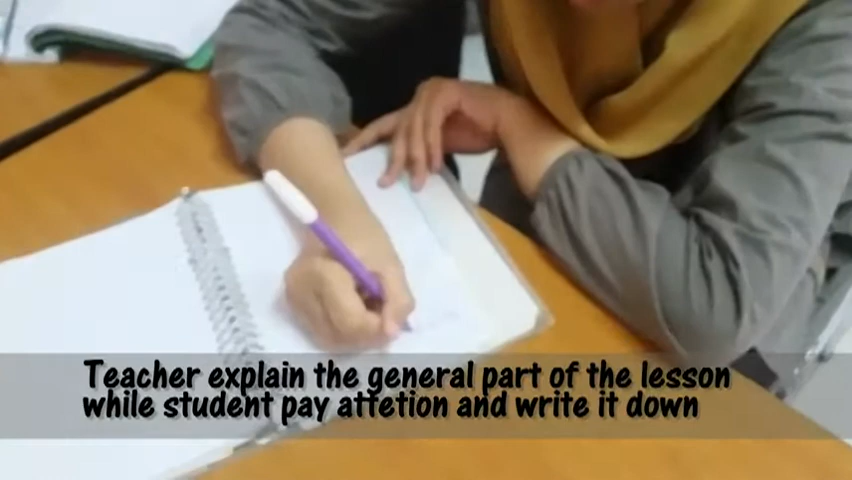 Teacher explain the general part of the lesson
while student pay attetion and write it down